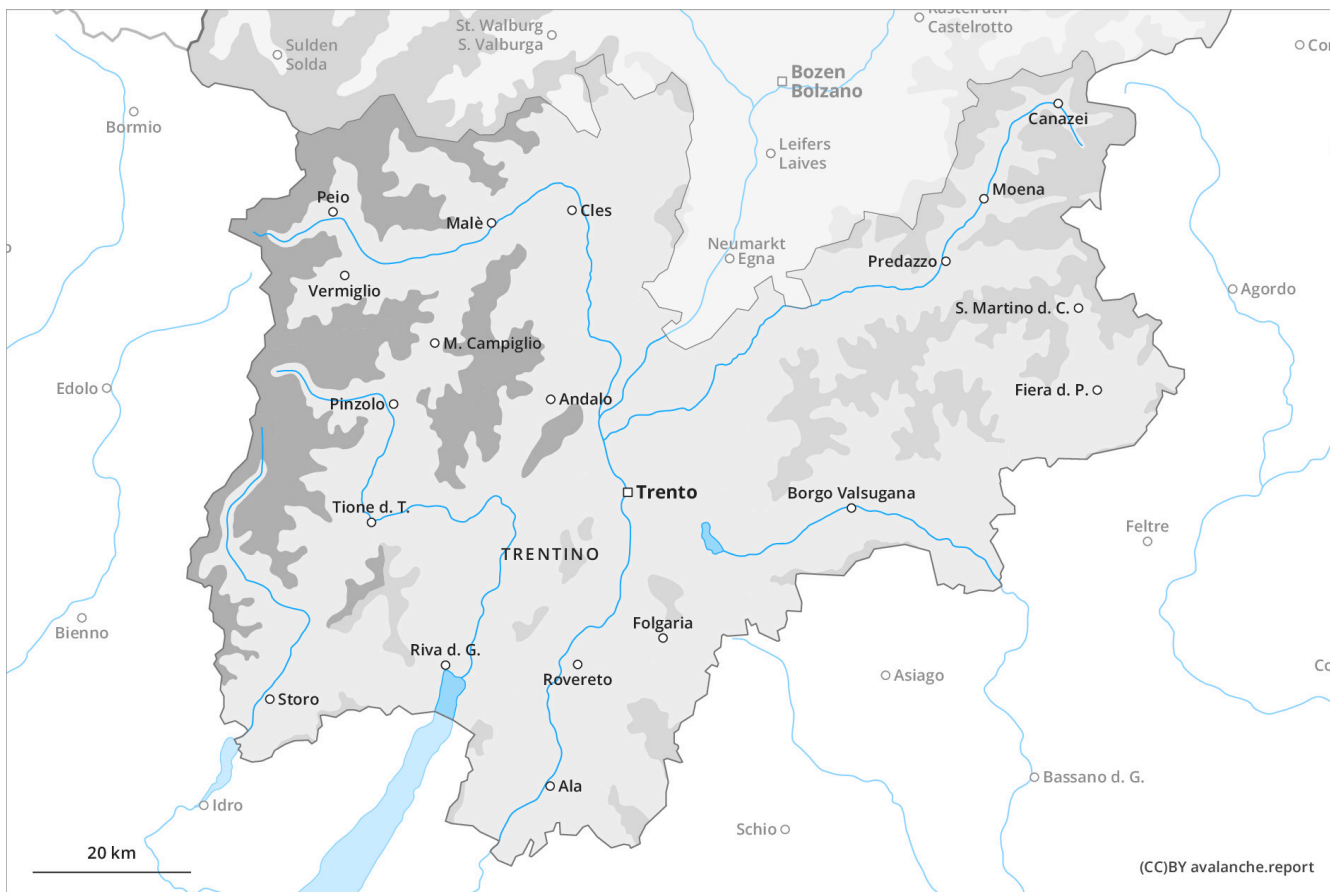 Sulden
Solda
St. Walburg
S. Valburga
Kastelruth
Castelrotto
Bozen
Bolzano
Bormio
Canazei
Leifers
Laives
Moena
Peio
Malè
Cles
Neumarkt
Egna
Predazzo
Vermiglio
Agordo
S. Martino d. C.
M. Campiglio
Edolo
Pinzolo
Andalo
Fiera d. P.
Trento
Borgo Valsugana
Tione d. T.
Feltre
TRENTINO
Bienno
Folgaria
Riva d. G.
Rovereto
Asiago
Storo
Ala
Bassano d. G.
Idro
Schio
20 km
(CC)BY avalanche.report